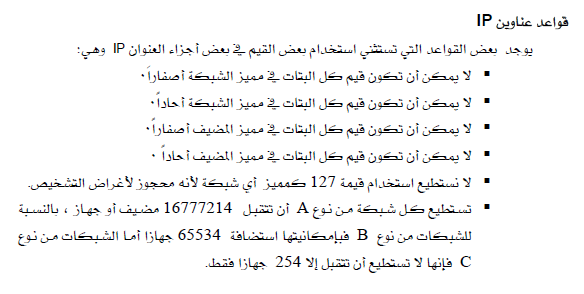 قواعد عناوين IP
يوجد بعض القواعد التي تستثني استخدام بعض القيم في بعض أجزاء العنوان IP وهي:
▪ لا يمكن أن تكون قيم كل البتات في مميز الشبكة أصفاراً.
▪ لا يمكن أن تكون قيم كل البتات في مميز الشبكة أحاداً.
▪ لا يمكن أن تكون قيم كل البتات في مميز المضيف أصفاراً.
▪ لا يمكن أن تكون قيم كل البتات في مميز المضيف أحاداً .
▪ لا نستطيع استخدام قيمة 127 كمميز أي شبكة لأنه محجوز لأغراض التشخيص.
▪ تستطيع كل شبكة من نوع A أن تتقبل 16777214 مضيف أو جهاز ، بالنسبة
للشبكات من نوع B فبإمكانيتها استضافة 65534 جهازا أما الشبكات من نوع
C فإنها لا تستطيع أن تتقبل إلا 254 جهازا فقط.